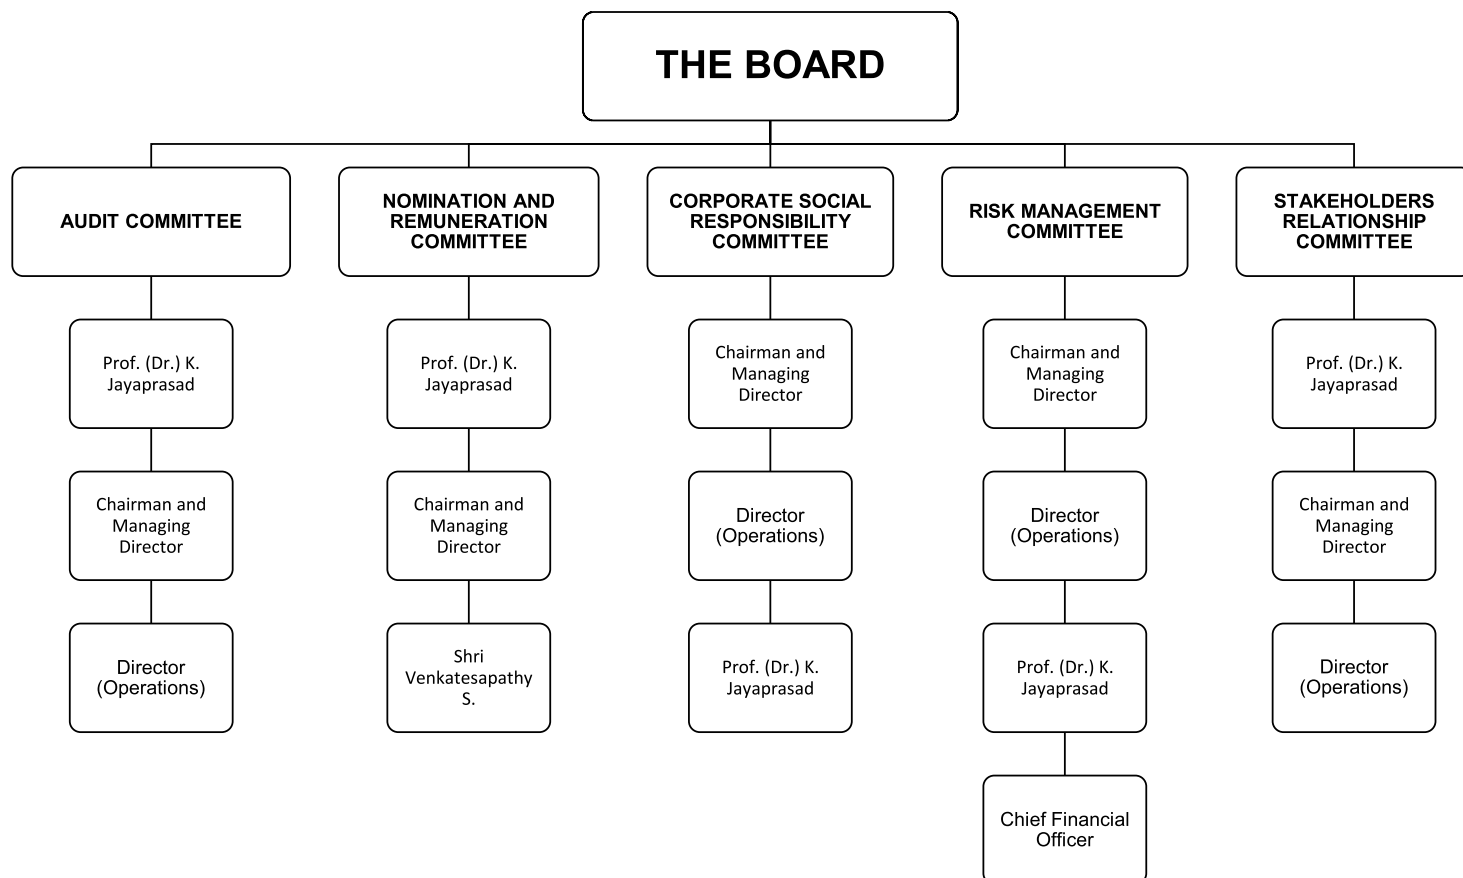 THE BOARD
AUDIT COMMITTEE
NOMINATION AND
REMUNERATION
COMMITTEE
CORPORATE SOCIAL
RESPONSIBILITY
COMMITTEE
RISK MANAGEMENT
COMMITTEE
STAKEHOLDERS
RELATIONSHIP
COMMITTEE
Prof. (Dr.) K.
Jayaprasad
Prof. (Dr.) K.
Jayaprasad
Chairman and
Managing
Director
Chairman and
Managing
Director
Prof. (Dr.) K.
Jayaprasad
Chairman and
Managing
Director
Chairman and
Managing
Director
Director
(Operations)
Director
(Operations)
Chairman and
Managing
Director
Director
(Operations)
Shri
Venkatesapathy
S.
Prof. (Dr.) K.
Jayaprasad
Prof. (Dr.) K.
Jayaprasad
Director
(Operations)
Chief Financial
Officer